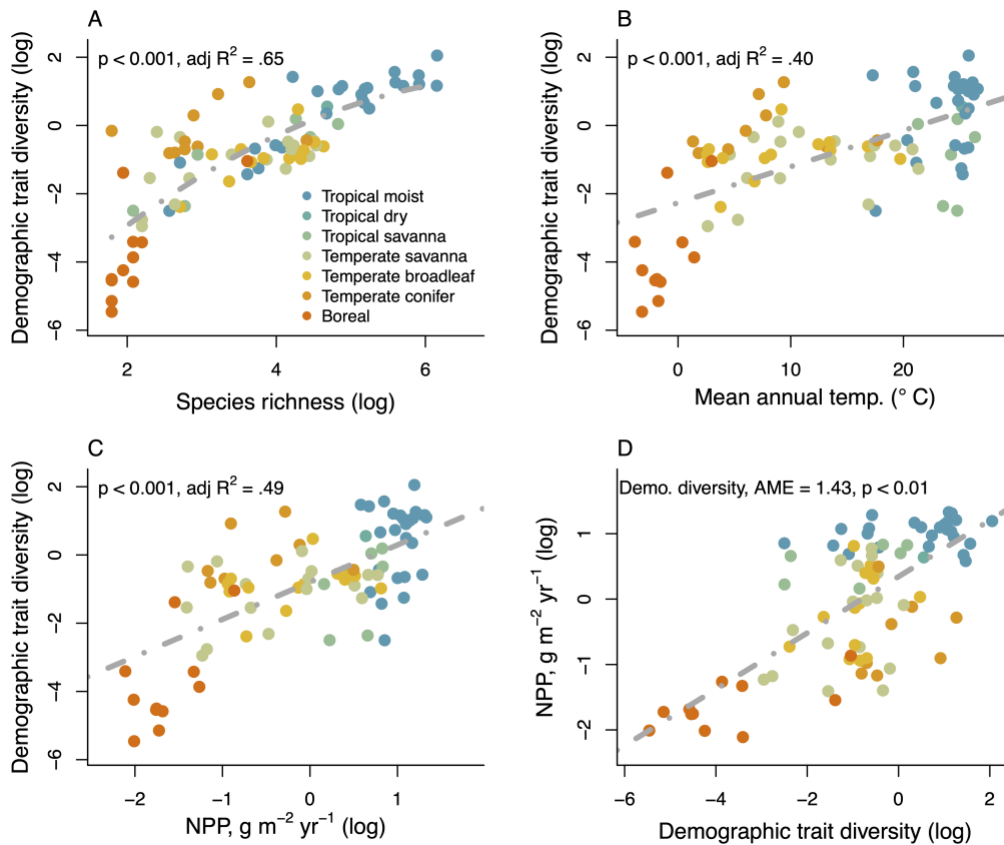 A
p < 0.001, adj R² = .65
Demographic trait diversity (log)
2
0
−2
−4
−6
Tropical moist
Tropical dry
Tropical savanna
Temperate savanna
Temperate broadleaf
Temperate conifer
Boreal
2 4 6
Species richness (log)
B
p < 0.001, adj R² = .40
Demographic trait diversity (log)
2
0
−2
−4
−6
0 10 20
Mean annual temp. (° C)
C
p < 0.001, adj R² = .49
Demographic trait diversity (log)
2
0
−2
−4
−6
−2 −1 0 1
NPP, g m⁻² yr⁻¹ (log)
D
Demo. diversity, AME = 1.43, p < 0.01
NPP, g m⁻² yr⁻¹ (log)
1
0
−1
−2
−6 −4 −2 0 2
Demographic trait diversity (log)